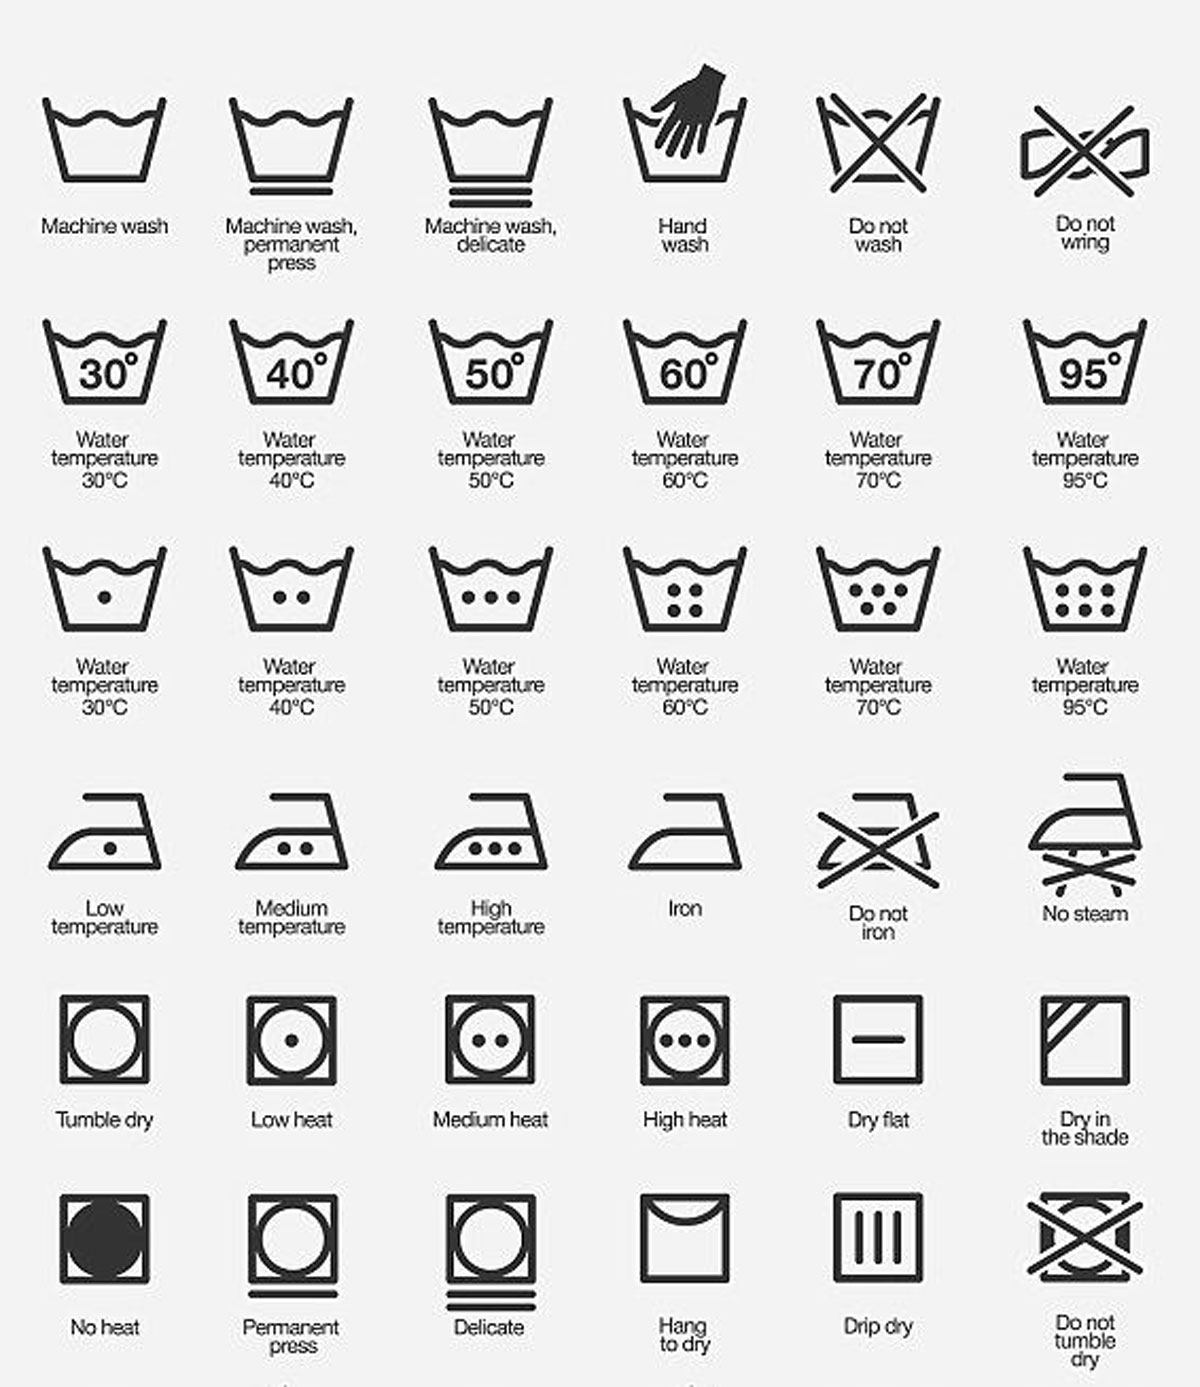 Machine wash
Machine wash,
permanent
press
Machine wash,
delicate
Hand
wash
Do not
wash
Do not
wring
30°
40°
50°
60°
70°
95°
Water
temperature
30°C
Water
temperature
40°C
Water
temperature
50°C
Water
temperature
60°C
Water
temperature
70°C
Water
temperature
95°C
Water
temperature
30°C
Water
temperature
40°C
Water
temperature
50°C
Water
temperature
60°C
Water
temperature
70°C
Water
temperature
95°C
Low
temperature
Medium
temperature
High
temperature
Iron
Do not
iron
No steam
Tumble dry
Low heat
Medium heat
High heat
Dry flat
Dry in
the shade
No heat
Permanent
press
Delicate
Hang
to dry
Drip dry
Do not
tumble
dry